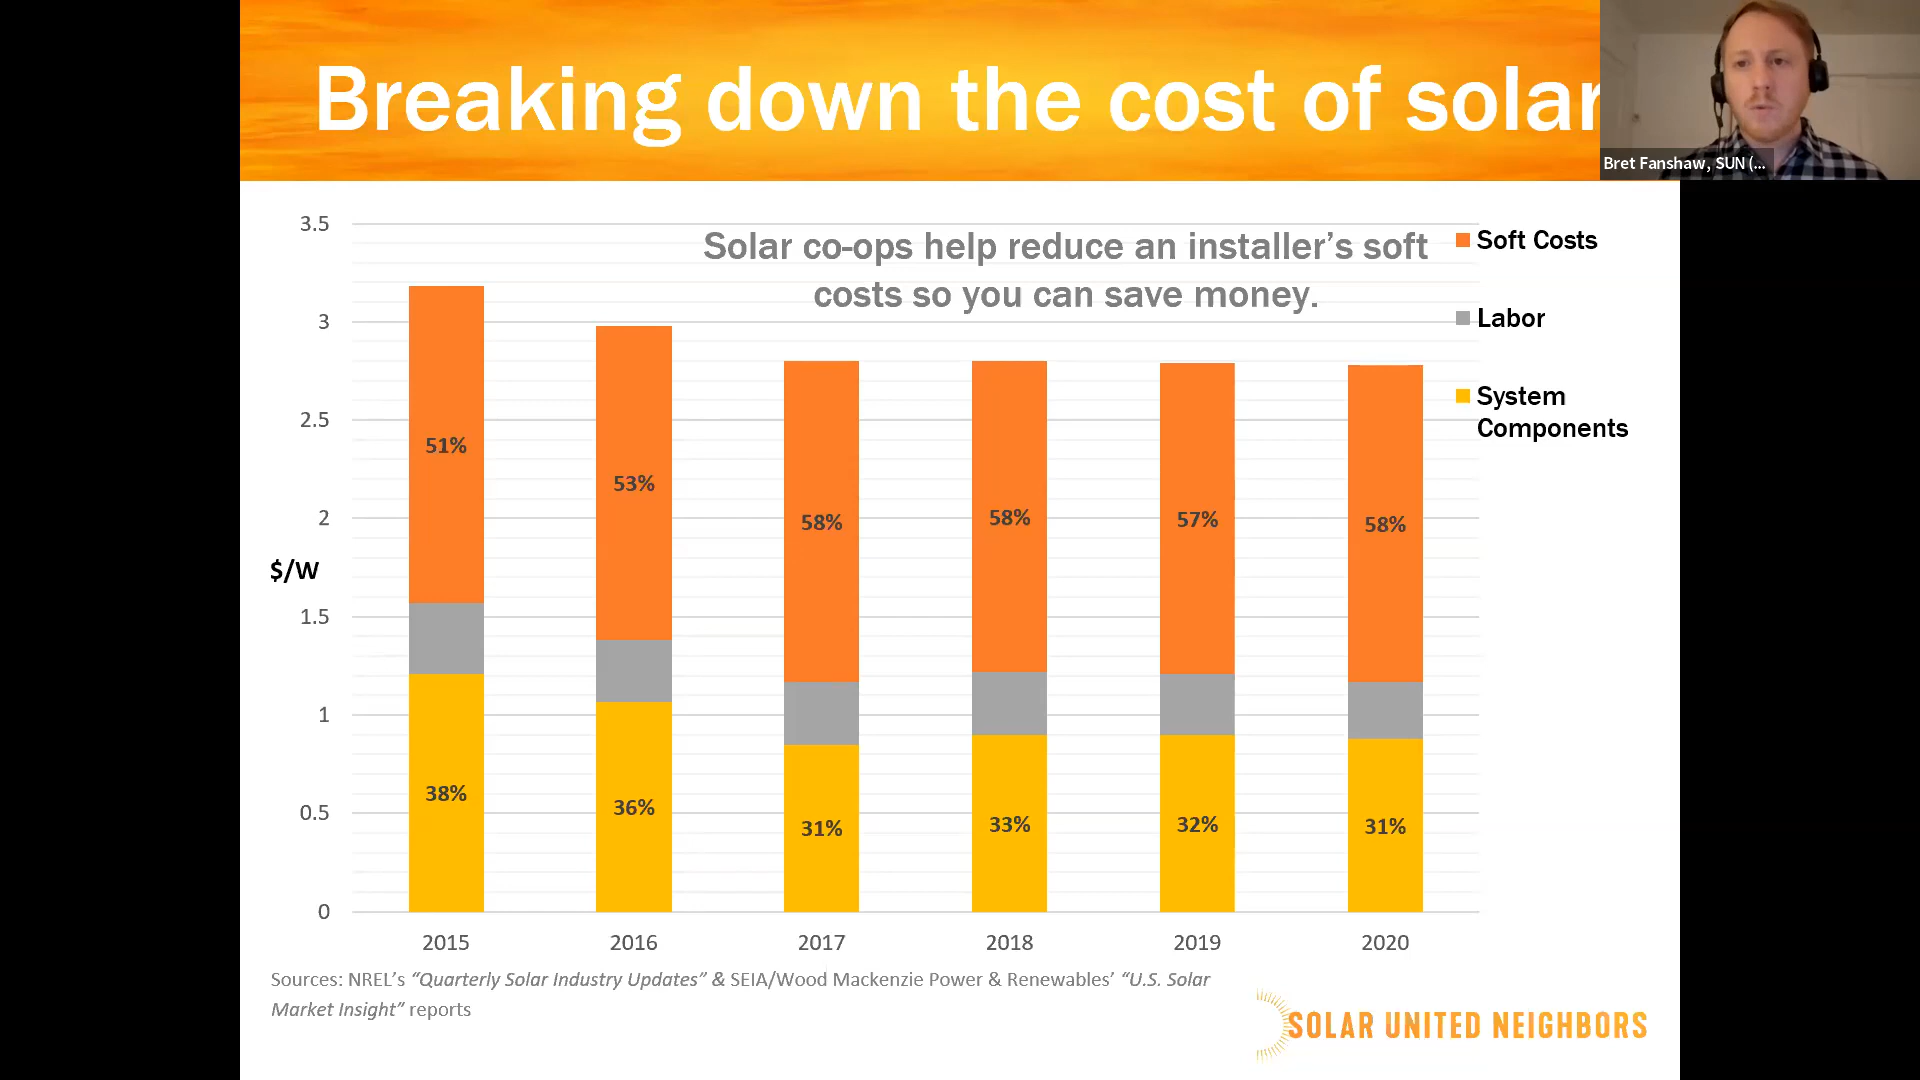 Breaking down the cost of solar
Bret Fanshaw, SUN (...
Solar co-ops help reduce an installer’s soft
costs so you can save money.
Soft Costs
Labor
System
Components
3.5
3
2.5
2
$/W
1.5
1
0.5
0
51%
53%
58%
58%
57%
58%
38%
36%
31%
33%
32%
31%
2015
2016
2017
2018
2019
2020
Sources: NREL’s “Quarterly Solar Industry Updates” & SEIA/Wood Mackenzie Power & Renewables’ “U.S. Solar
Market Insight” reports
SOLAR UNITED NEIGHBORS